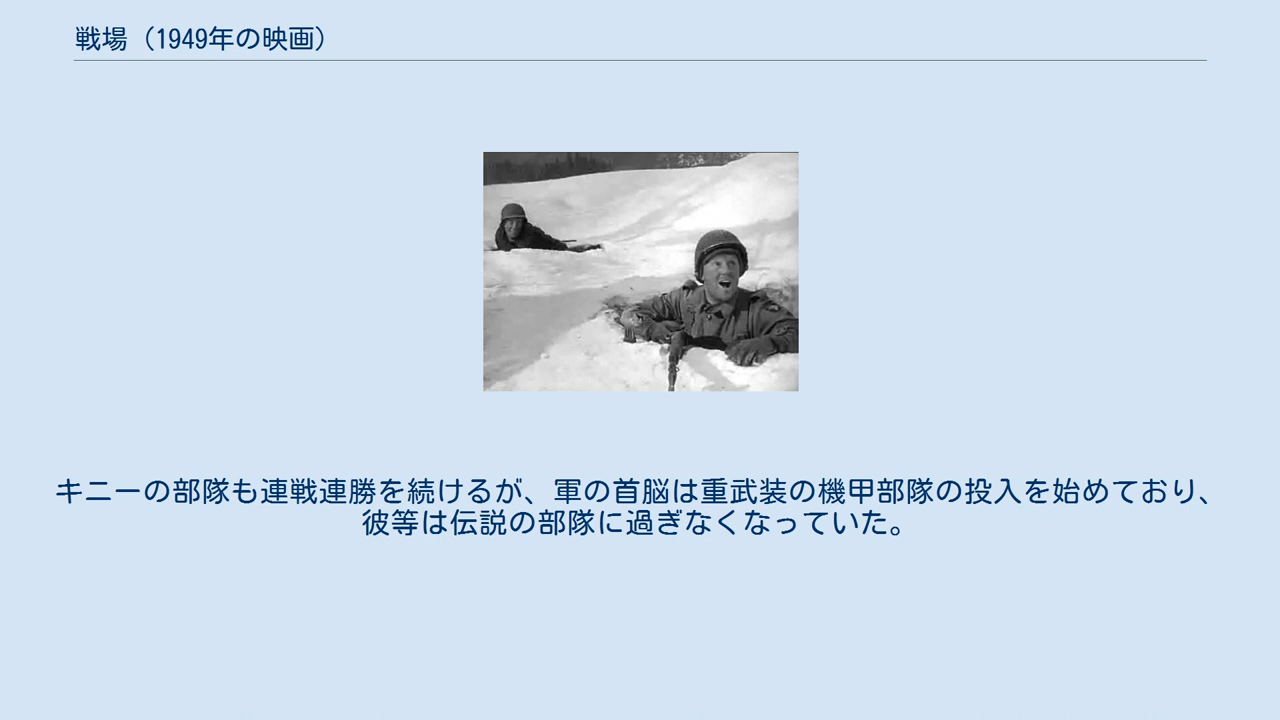 戦場（1949年の映画）
キニーの部隊も連戦連勝を続けるが、軍の首脳は重武装の機甲部隊の投入を始めており、
彼等は伝説の部隊に過ぎなくなっていた。